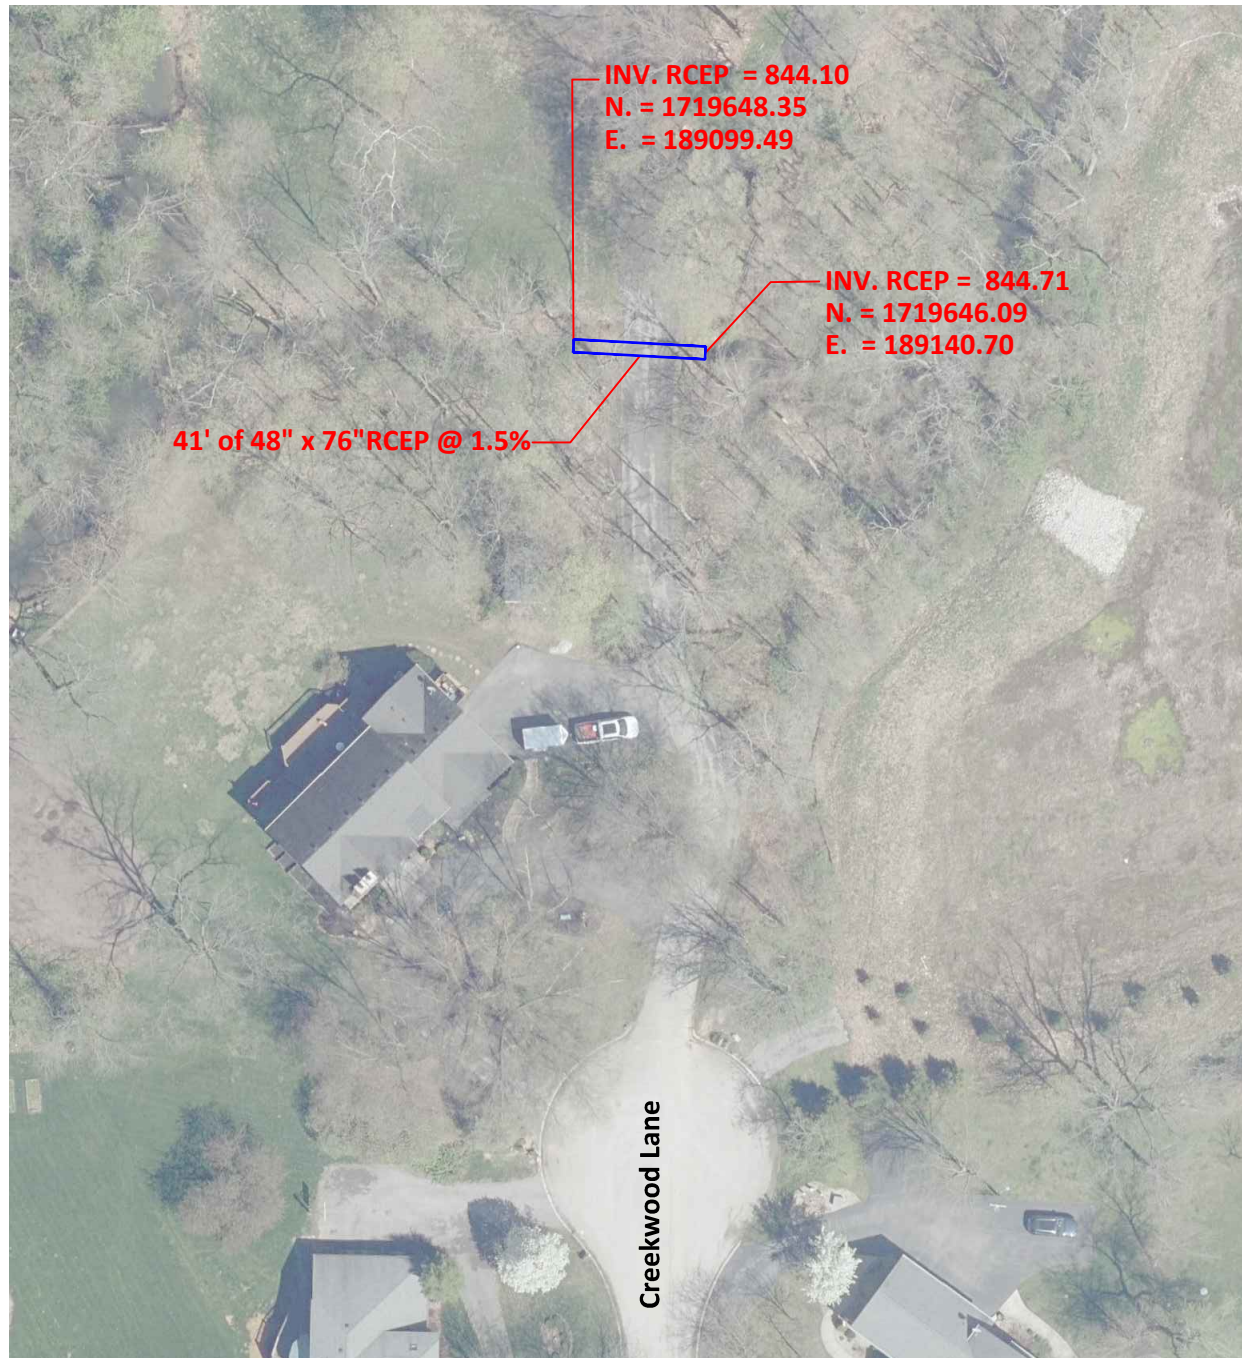 INV. RCEP = 844.10
N. = 1719648.35
E. = 189099.49
INV. RCEP = 844.71
N. = 1719646.09
E. = 189140.70
41' of 48" x 76"RCEP @ 1.5%
Creekwood Lane